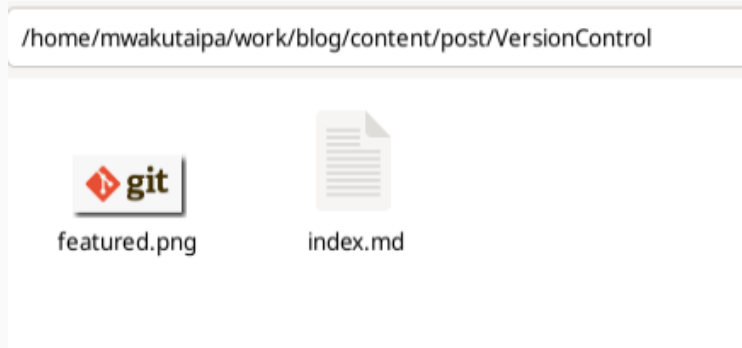 /home/mwakutaipa/work/blog/content/post/VersionControl
git
featured.png
index.md